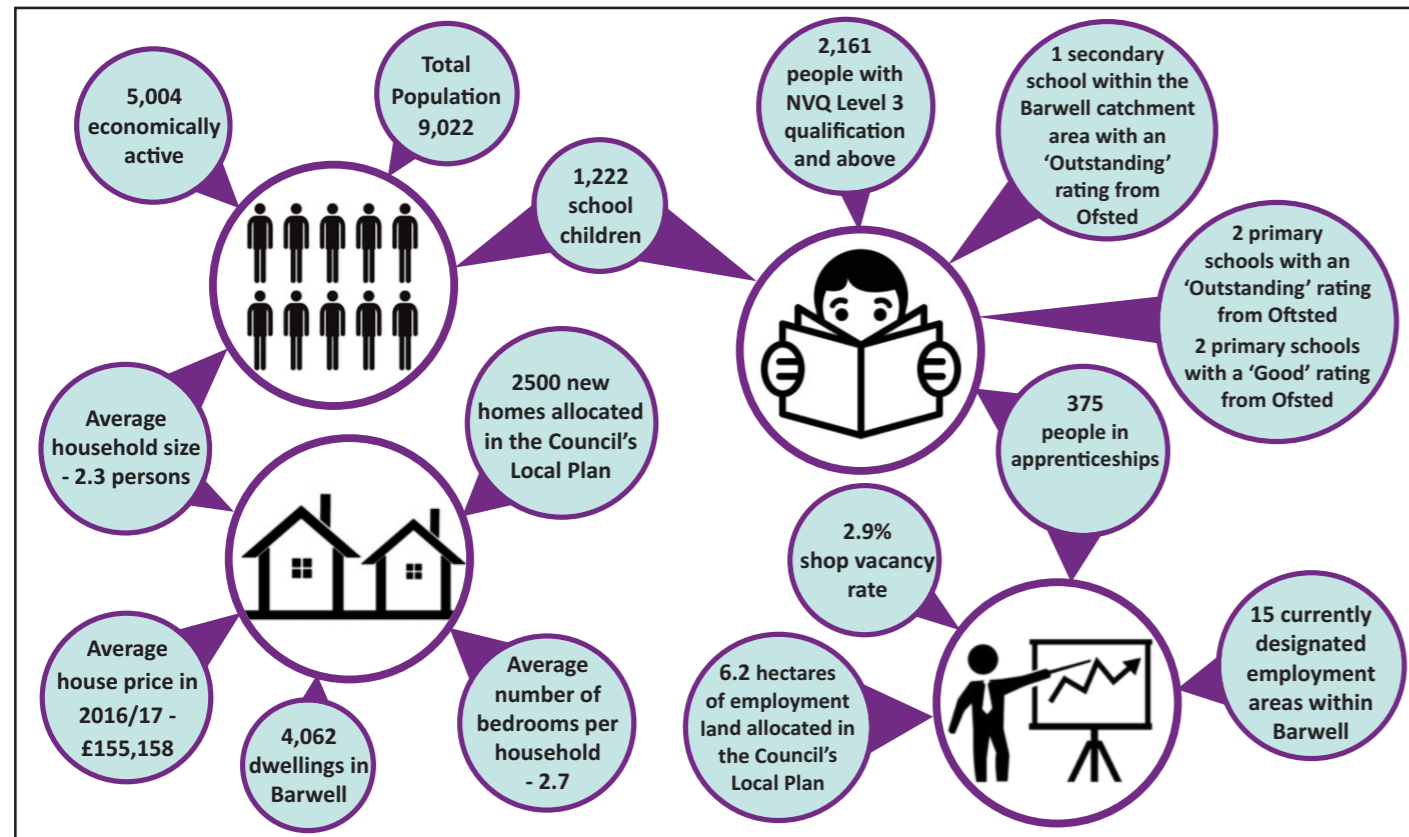 5,004
economically
active
Total
Population
9,022
1,222
school
children
2,161
people with
NVQ Level 3
qualification
and above
1 secondary
school within the
Barwell catchment
area with an
‘Outstanding’
rating from
Ofsted
2 primary
schools with an
‘Outstanding’ rating
from Oftsted
2 primary schools
with a ‘Good’ rating
from Ofsted
Average
household size
- 2.3 persons
2500 new
homes allocated
in the Council’s
Local Plan
375
people in
apprenticeships
2.9%
shop vacancy
rate
Average
house price in
2016/17 -
£155,158
4,062
dwellings in
Barwell
Average
number of
bedrooms per
household
- 2.7
6.2 hectares
of employment
land allocated in
the Council’s
Local Plan
15 currently
designated
employment
areas within
Barwell